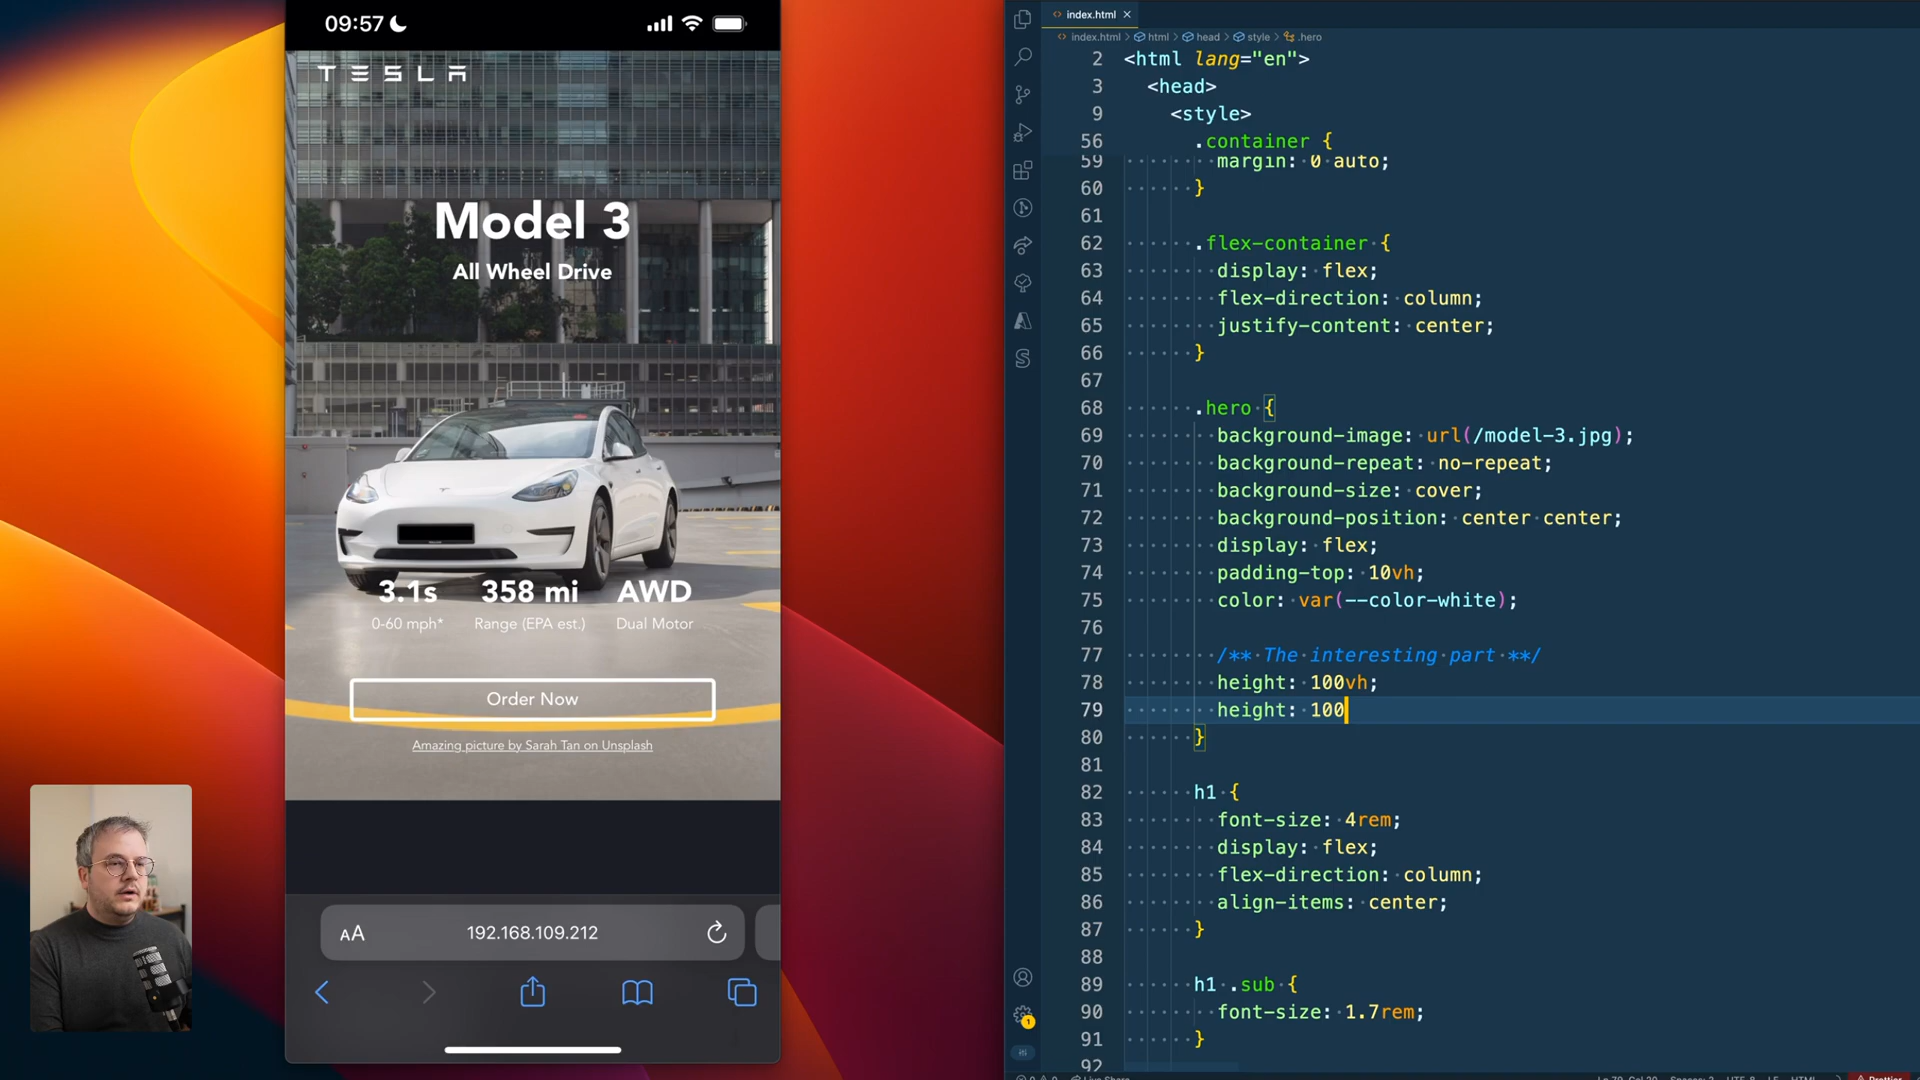 09:57
TESLA
Model 3
All Wheel Drive
3.1s
0-60 mph*
358 mi
Range (EPA est.)
AWD
Dual Motor
Order Now
Amazing picture by Sarah Tan on Unsplash
AA
192.168.109.212
index.html
index.html > html > head > style > .hero
2 <html lang="en">
3 <head>
9 <style>
56 .container {
59 margin: 0 auto;
60 }
61
62 .flex-container {
63 display: flex;
64 flex-direction: column;
65 justify-content: center;
66 }
67
68 .hero {
69 background-image: url(/model-3.jpg);
70 background-repeat: no-repeat;
71 background-size: cover;
72 background-position: center center;
73 display: flex;
74 padding-top: 10vh;
75 color: var(--color-white);
76
77 /** The interesting part **/
78 height: 100vh;
79 height: 100
80 }
81
82 h1 {
83 font-size: 4rem;
84 display: flex;
85 flex-direction: column;
86 align-items: center;
87 }
88
89 h1 .sub {
90 font-size: 1.7rem;
91 }
92
1